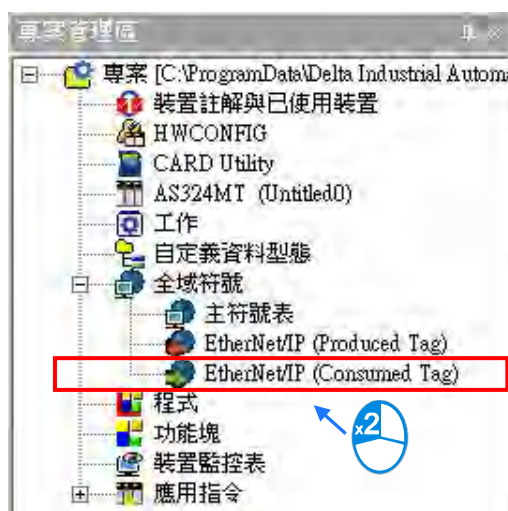 專案管理區
專案 [C:\ProgramData\Delta Industrial Autom
裝置註解與已使用裝置
HWCONFIG
CARD Utility
AS324MT (Untitled0)
工作
自定義資料型態
全域符號
主符號表
EtherNet/IP (Produced Tag)
EtherNet/IP (Consumed Tag)
程式
x2
功能塊
裝置監控表
應用指令